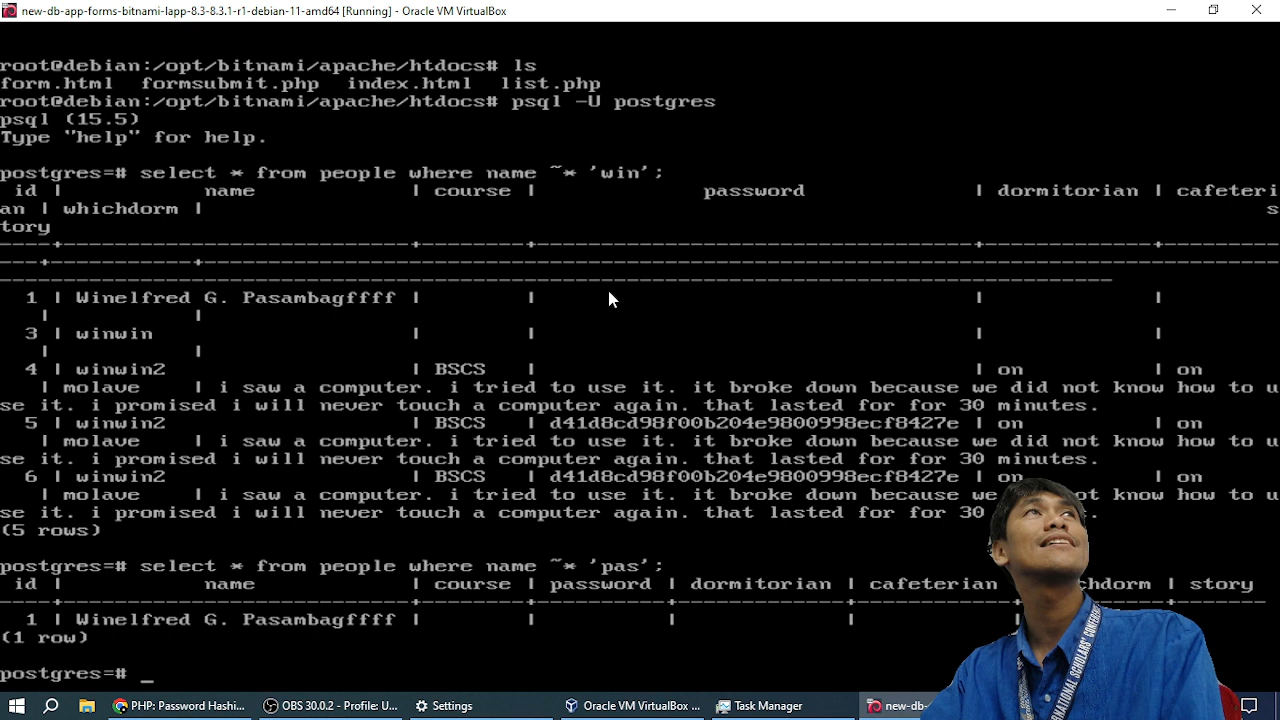 new-db-app-forms-bitnami-lapp-8.3-8.3.1-r1-debian-11-amd64 [Running] - Oracle VM VirtualBox
root@debian:/opt/bitnami/apache/htdocs# ls
form.html formsubmit.php index.html list.php
root@debian:/opt/bitnami/apache/htdocs# psql -U postgres
psql (15.5)
Type "help" for help.
postgres=# select * from people where name ~* 'win';
id | name | course | password | dormitorian | cafeteri
an | whichdorm | s
tory
----+----------------------------+---------+----------------------------------+-------------+---------
---+-----------+------------------------------------------------------------------------------------
---------------------------------------------------------------------------------------
1 | Winelfred G. Pasambagffff | | | |
| |
3 | winwin | | | |
| |
4 | winwin2 | BSCS | | on | on
| molave | i saw a computer. i tried to use it. it broke down because we did not know how to u
se it. i promised i will never touch a computer again. that lasted for for 30 minutes.
5 | winwin2 | BSCS | d41d8cd98f00b204e9800998ecf8427e | on | on
| molave | i saw a computer. i tried to use it. it broke down because we did not know how to u
se it. i promised i will never touch a computer again. that lasted for for 30 minutes.
6 | winwin2 | BSCS | d41d8cd98f00b204e9800998ecf8427e | on | on
| molave | i saw a computer. i tried to use it. it broke down because we not know how to u
se it. i promised i will never touch a computer again. that lasted for for 30
(5 rows)
postgres=# select * from people where name ~* 'pas';
id | name | course | password | dormitorian | cafeterian chdorm | story
----+----------------------------+--------+----------+-------------+-----------+-------
1 | Winelfred G. Pasambagffff | | | | |
(1 row)
postgres=# _
PHP: Password Hashi... OBS 30.0.2 - Profile: U... Settings Oracle VM VirtualBox ... Task Manager new-db-